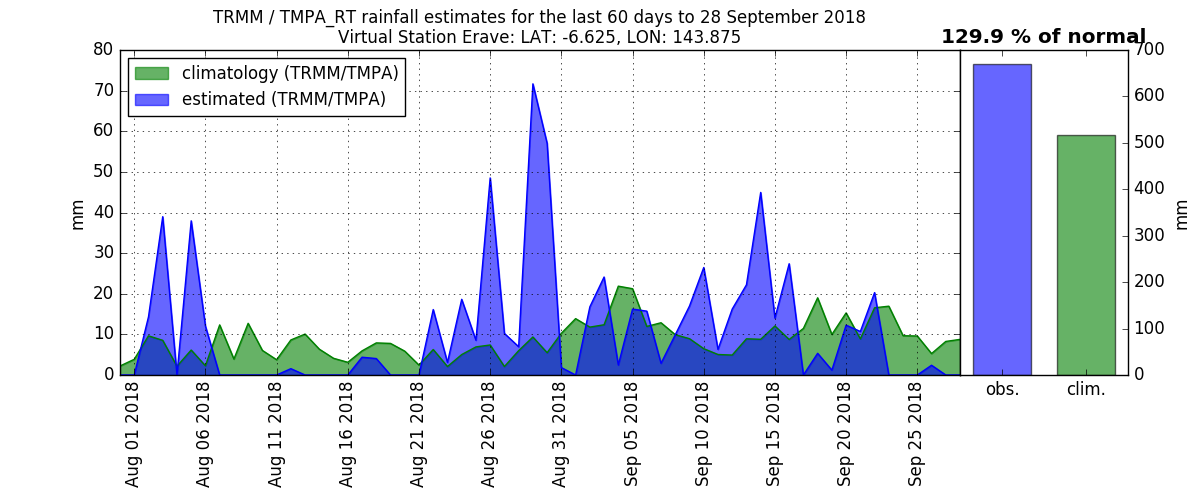 TRMM / TMPA_RT rainfall estimates for the last 60 days to 28 September 2018
Virtual Station Erave: LAT: -6.625, LON: 143.875
129.9 % of normal
climatology (TRMM/TMPA)
estimated (TRMM/TMPA)
mm
80
70
60
50
40
30
20
10
0
Aug 01 2018
Aug 06 2018
Aug 11 2018
Aug 16 2018
Aug 21 2018
Aug 26 2018
Aug 31 2018
Sep 05 2018
Sep 10 2018
Sep 15 2018
Sep 20 2018
Sep 25 2018
obs.
clim.
700
600
500
400
300
200
100
0
mm